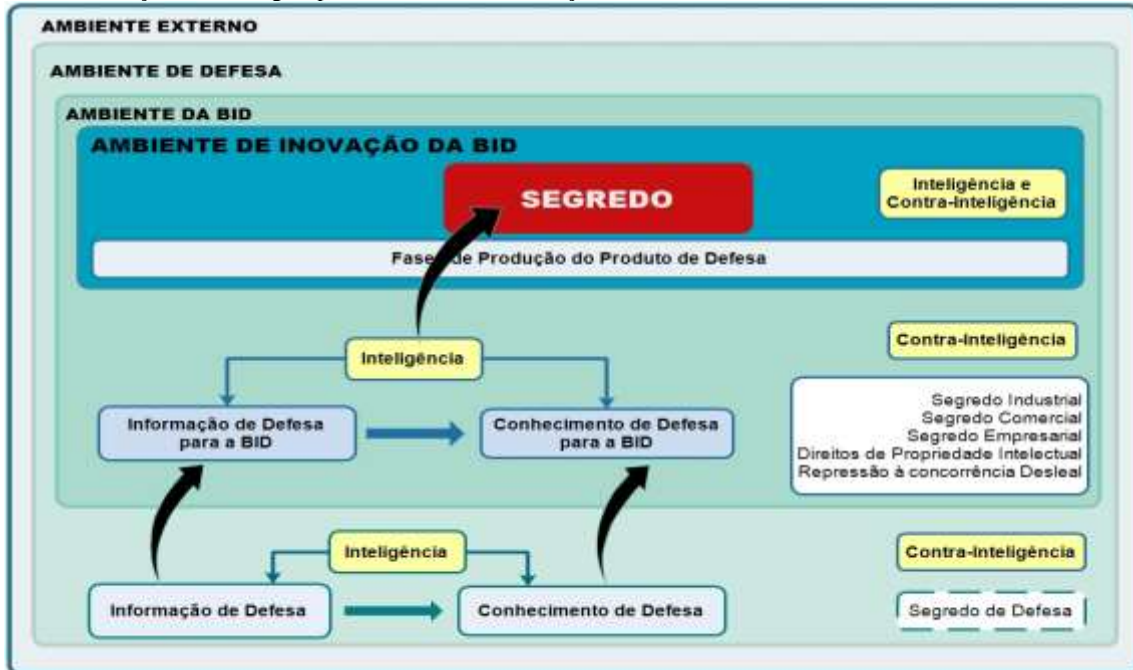 AMBIENTE EXTERNO
AMBIENTE DE DEFESA
AMBIENTE DA BID
AMBIENTE DE INOVAÇÃO DA BID
SEGREDO
Inteligência e
Contra-Inteligência
de Produção do Produto de Defesa
Inteligência
Contra-Inteligência
Informação de Defesa
para a BID
Conhecimento de Defesa
para a BID
Segredo Industrial
Segredo Comercial
Segredo Empresarial
Direitos de Propriedade Intelectual
Repressão à concorrência Desleal
Inteligência
Contra-Inteligência
Informação de Defesa
Conhecimento de Defesa
Segredo de Defesa